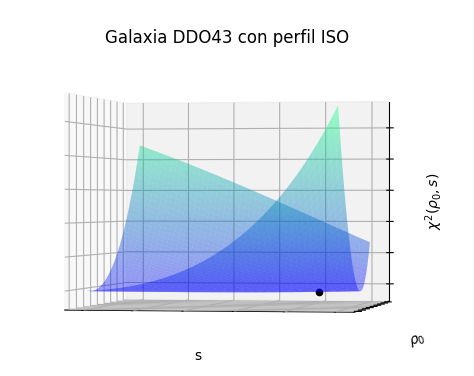 Galaxia DDO43 con perfil ISO
χ²(ρ₀, s)
ρ₀
s